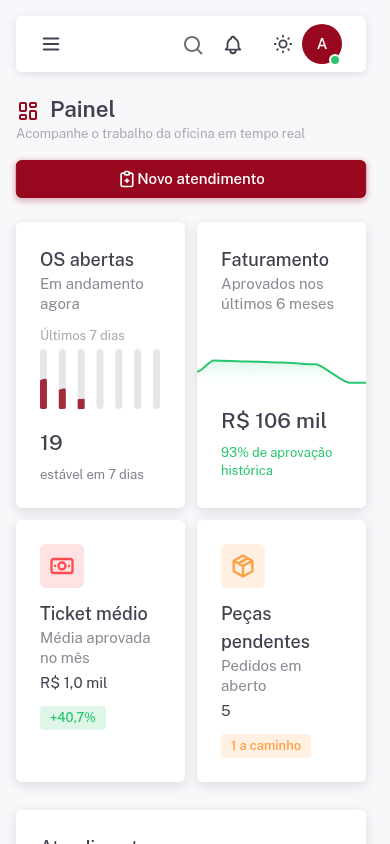 A
Painel
Acompanhe o trabalho da oficina em tempo real
Novo atendimento
OS abertas
Em andamento
agora
Últimos 7 dias
19
estável em 7 dias
Faturamento
Aprovados nos
últimos 6 meses
R$ 106 mil
93% de aprovação
histórica
Ticket médio
Média aprovada
no mês
R$ 1,0 mil
+40,7%
Peças
pendentes
Pedidos em
aberto
5
1 a caminho